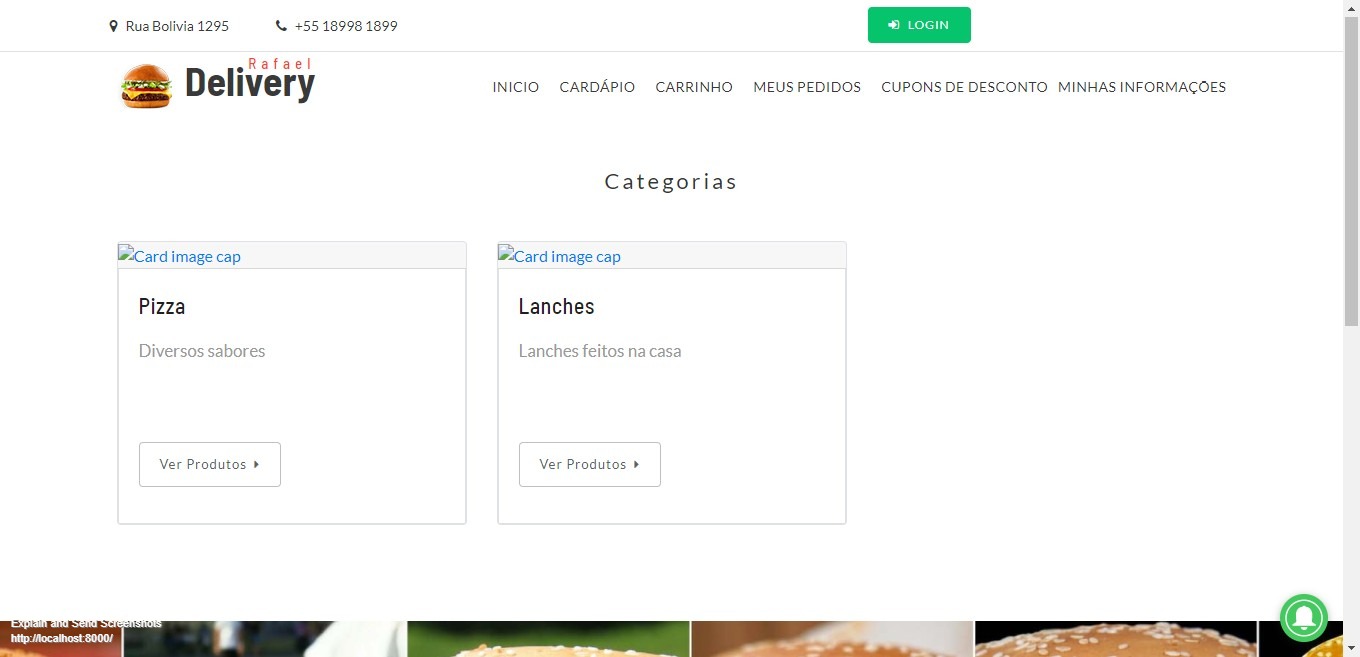 Rua Bolivia 1295
+55 18998 1899
LOGIN
Rafael
Delivery
INICIO CARDÁPIO CARRINHO MEUS PEDIDOS CUPONS DE DESCONTO MINHAS INFORMAÇÕES
Categorias
Card image cap
Pizza
Diversos sabores
Ver Produtos
Card image cap
Lanches
Lanches feitos na casa
Ver Produtos
Explain and Send Screenshots
http://localhost:8000/